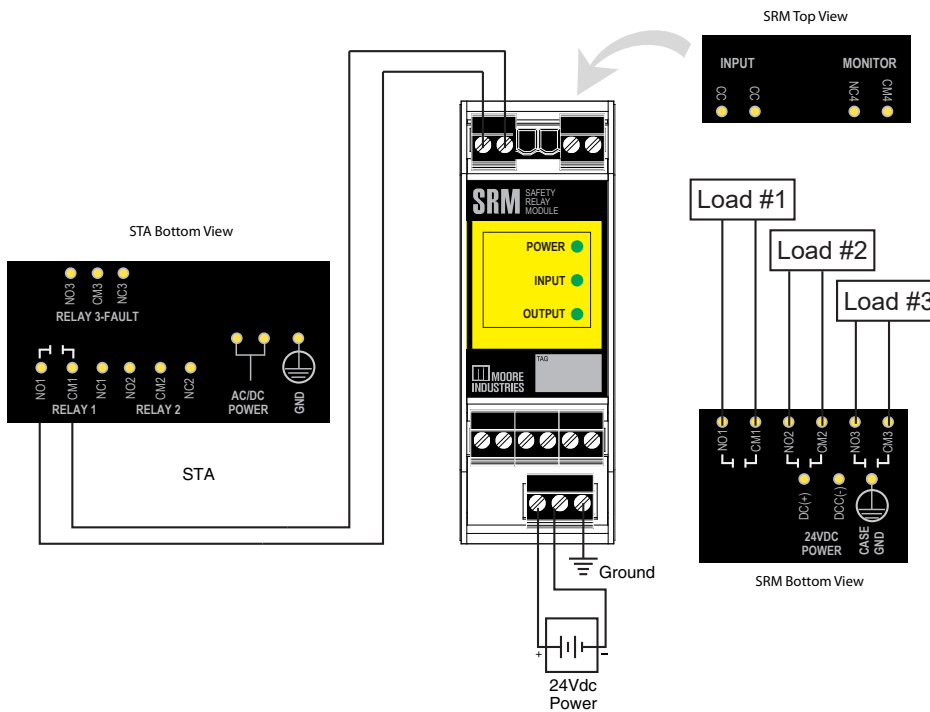 SRM Top View
INPUT
MONITOR
CC
CC
NC4
CM4
SRM
SAFETY
RELAY
MODULE
POWER
INPUT
OUTPUT
TAG
MOORE
INDUSTRIES
STA Bottom View
NO3
CM3
NC3
RELAY 3-FAULT
NO1
CM1
NC1
NO2
CM2
NC2
RELAY 1
RELAY 2
AC/DC
POWER
GND
STA
Load #1
Load #2
Load #3
NO1
CM1
NO2
CM2
NO3
CM3
DC(+)
DCC(-)
24VDC
POWER
CASE
GND
SRM Bottom View
Ground
+
-
24Vdc
Power